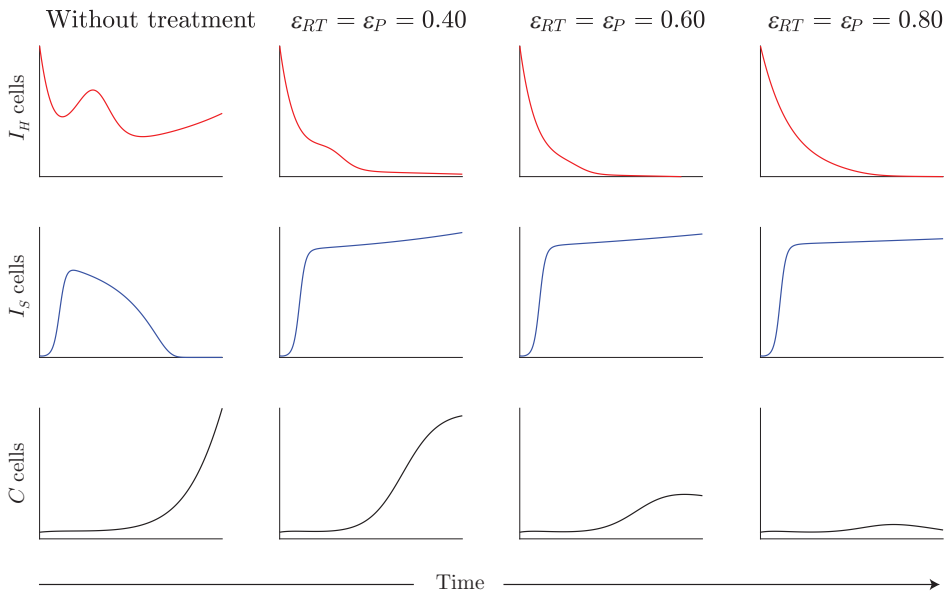 Without treatment
ε_RT = ε_P = 0.40
ε_RT = ε_P = 0.60
ε_RT = ε_P = 0.80
I_H cells
I_S cells
C cells
Time